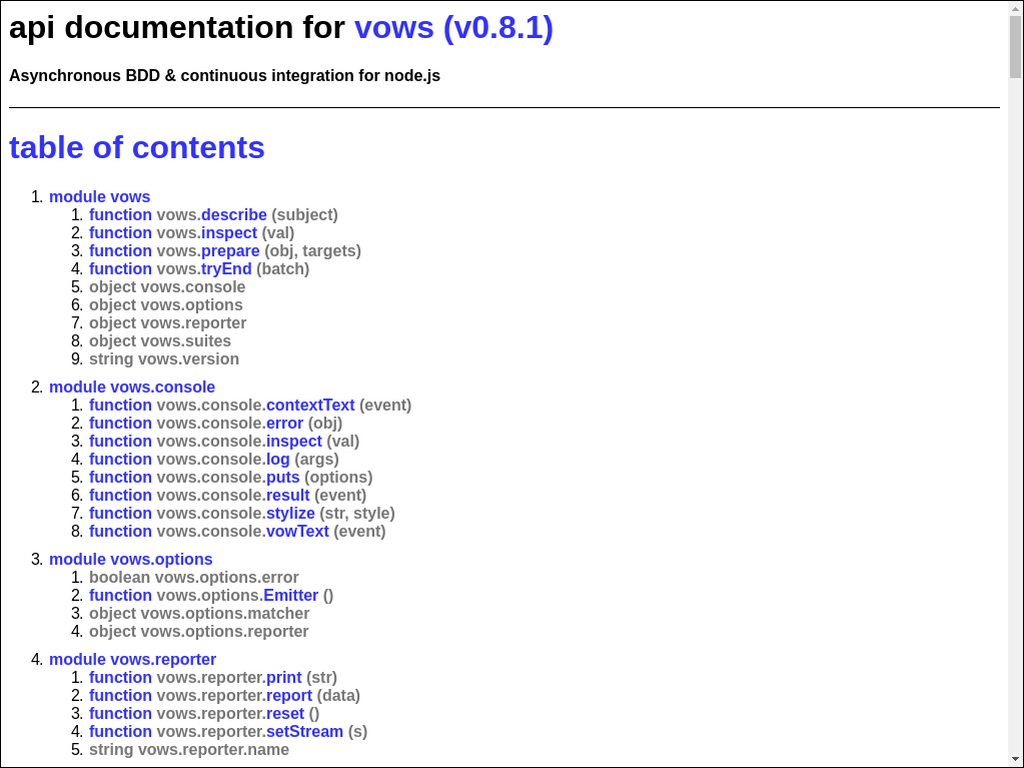 api documentation for vows (v0.8.1)
Asynchronous BDD & continuous integration for node.js
table of contents
1. module vows
1. function vows.describe (subject)
2. function vows.inspect (val)
3. function vows.prepare (obj, targets)
4. function vows.tryEnd (batch)
5. object vows.console
6. object vows.options
7. object vows.reporter
8. object vows.suites
9. string vows.version
2. module vows.console
1. function vows.console.contextText (event)
2. function vows.console.error (obj)
3. function vows.console.inspect (val)
4. function vows.console.log (args)
5. function vows.console.puts (options)
6. function vows.console.result (event)
7. function vows.console.stylize (str, style)
8. function vows.console.vowText (event)
3. module vows.options
1. boolean vows.options.error
2. function vows.options.Emitter ()
3. object vows.options.matcher
4. object vows.options.reporter
4. module vows.reporter
1. function vows.reporter.print (str)
2. function vows.reporter.report (data)
3. function vows.reporter.reset ()
4. function vows.reporter.setStream (s)
5. string vows.reporter.name